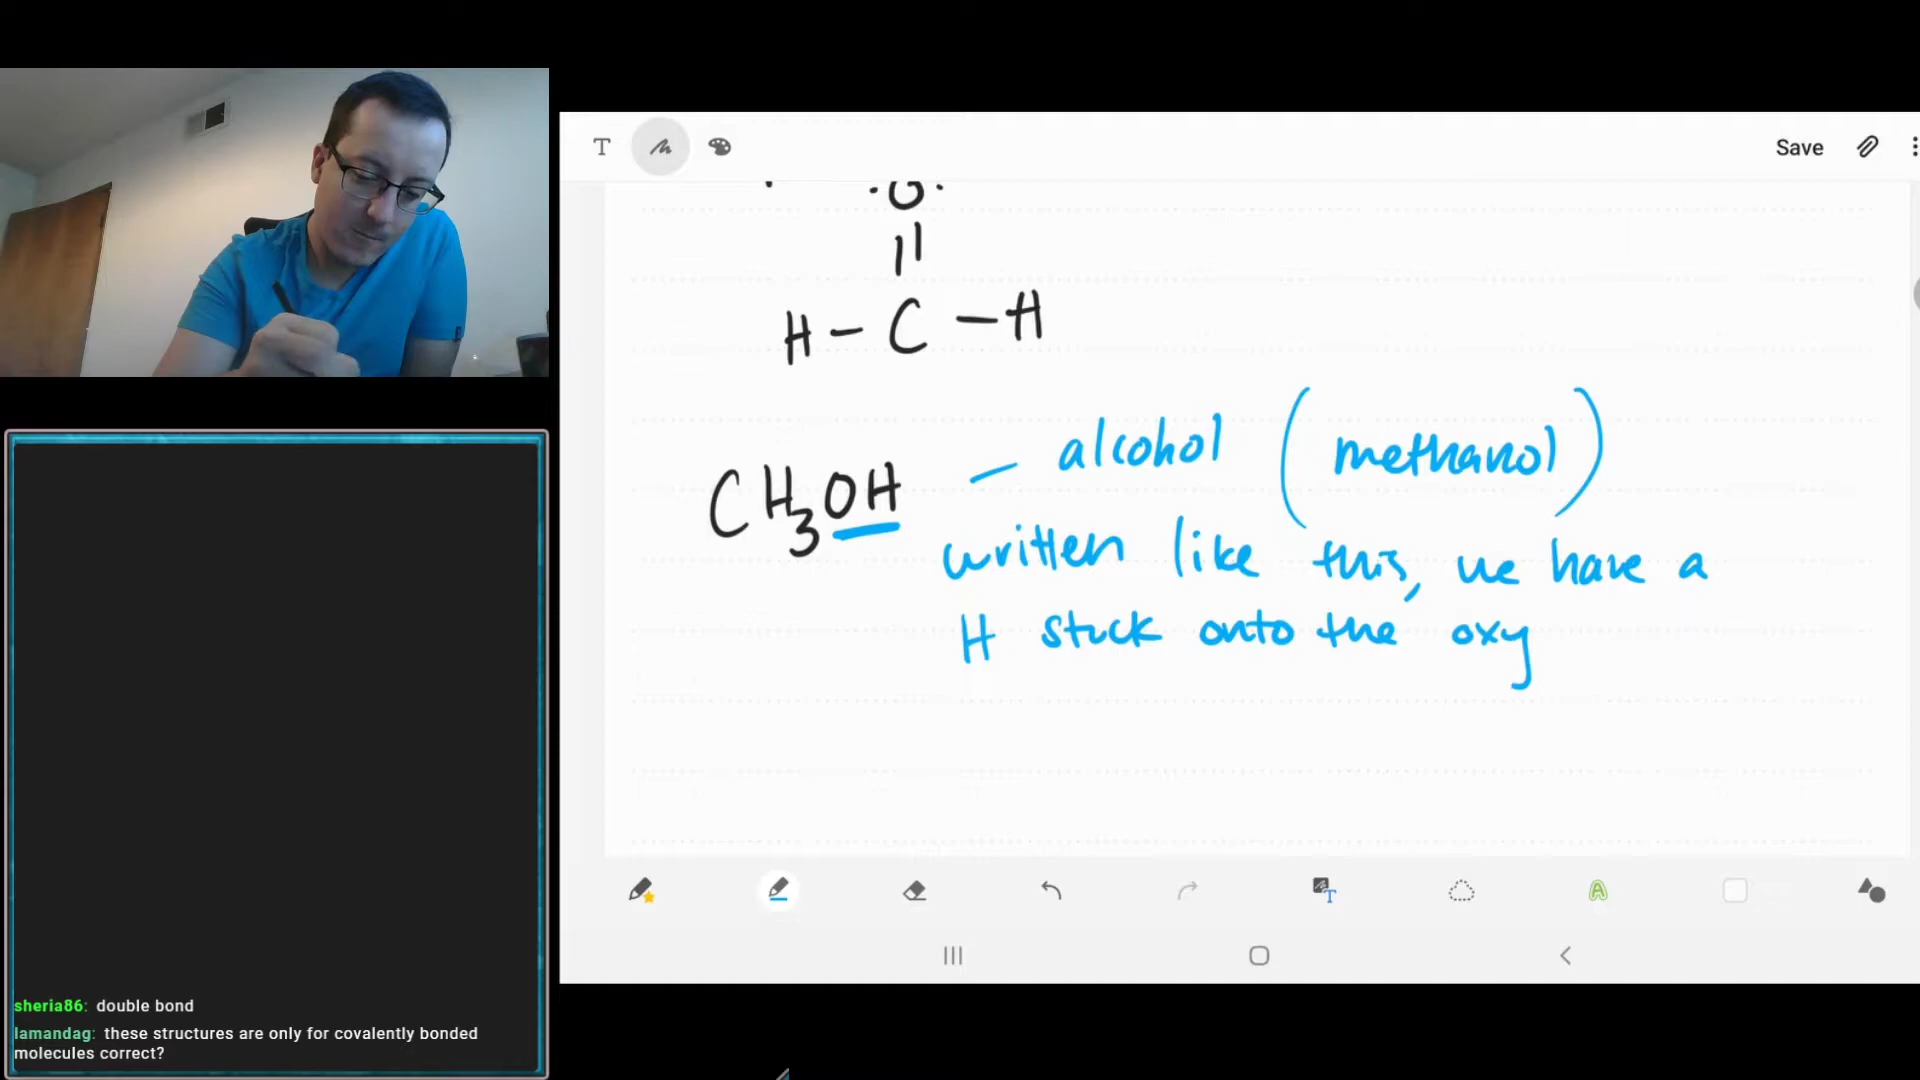 T
Save
·O·
||
H - C - H
CH3OH - alcohol (methanol)
written like this, we have a
H stuck onto the oxy
T
A
sheria86: double bond
lamandag: these structures are only for covalently bonded
molecules correct?